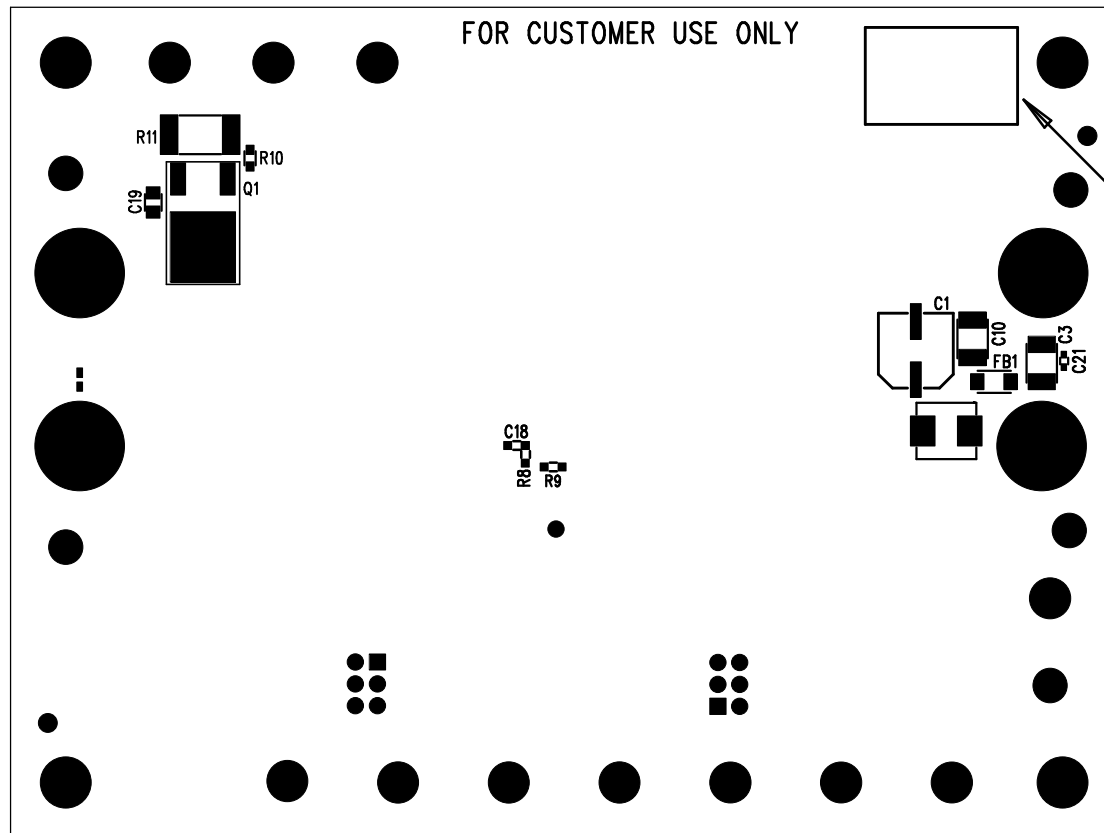 FOR CUSTOMER USE ONLY
R11
R10
Q1
C19
C1
C10
C3
C21
FB1
C18
R8
R9